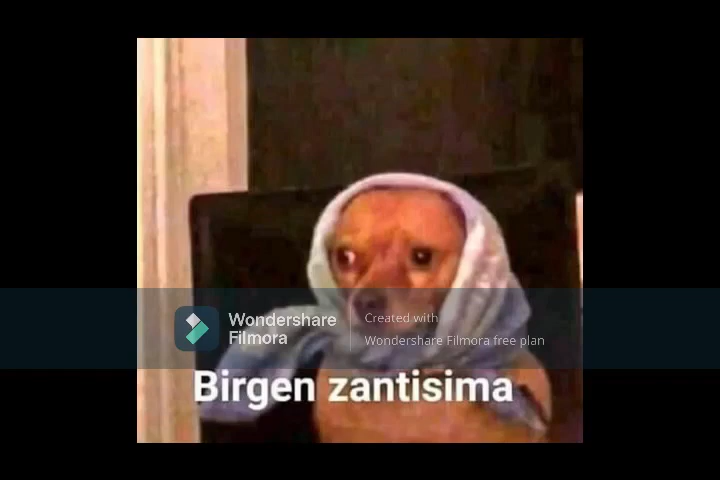 Wondershare
Filmora
Created with
Wondershare Filmora free plan
Birgen zantisima